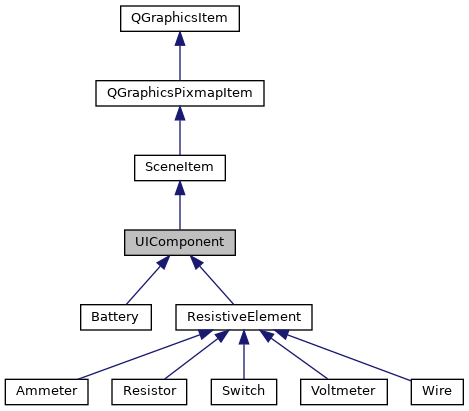 QGraphicsItem
QGraphicsPixmapItem
SceneItem
UIComponent
Battery
ResistiveElement
Ammeter
Resistor
Switch
Voltmeter
Wire